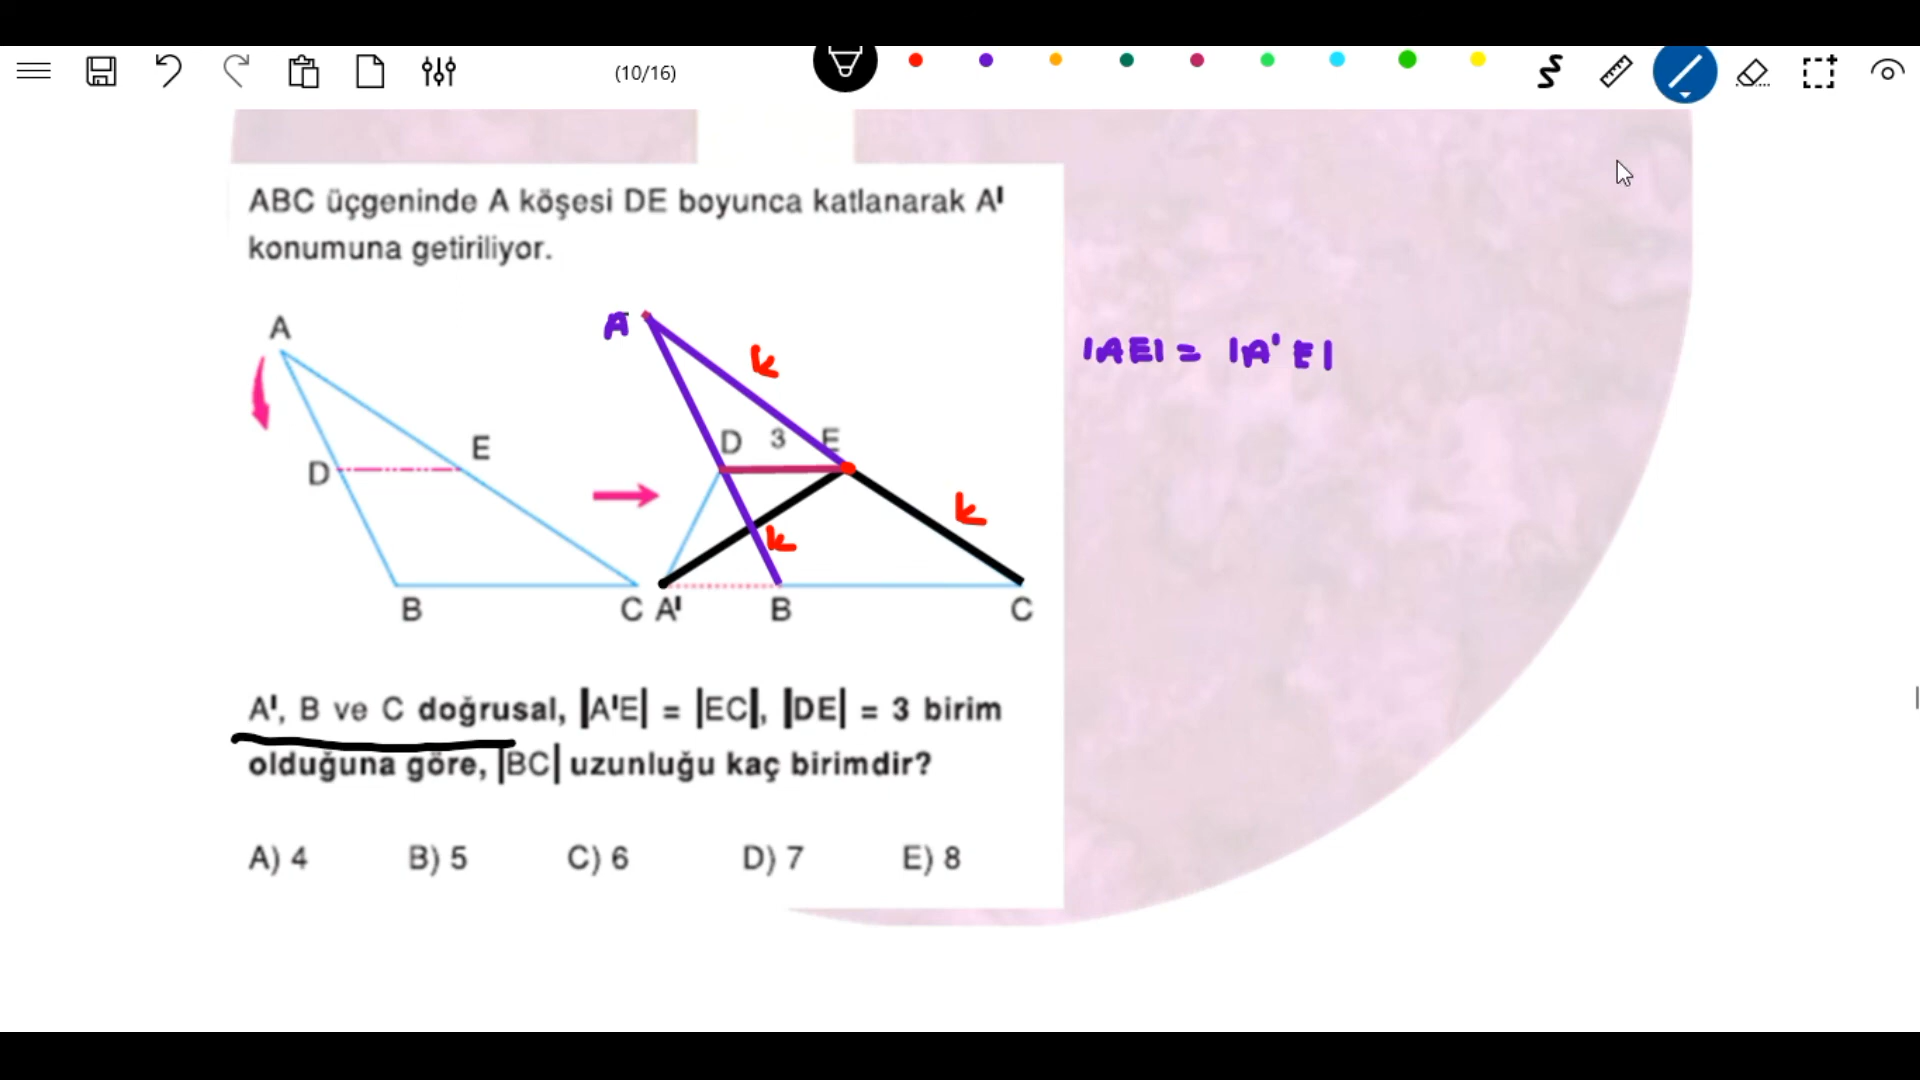 (10/16)
ABC üçgeninde A köşesi DE boyunca katlanarak A'
konumuna getiriliyor.
A
A
k
|AE| = |A'E|
D
E
D 3 E
k
k
B
C
A'
B
C
A', B ve C doğrusal, |A'E| = |EC|, |DE| = 3 birim
olduğuna göre, |BC| uzunluğu kaç birimdir?
A) 4 B) 5 C) 6 D) 7 E) 8